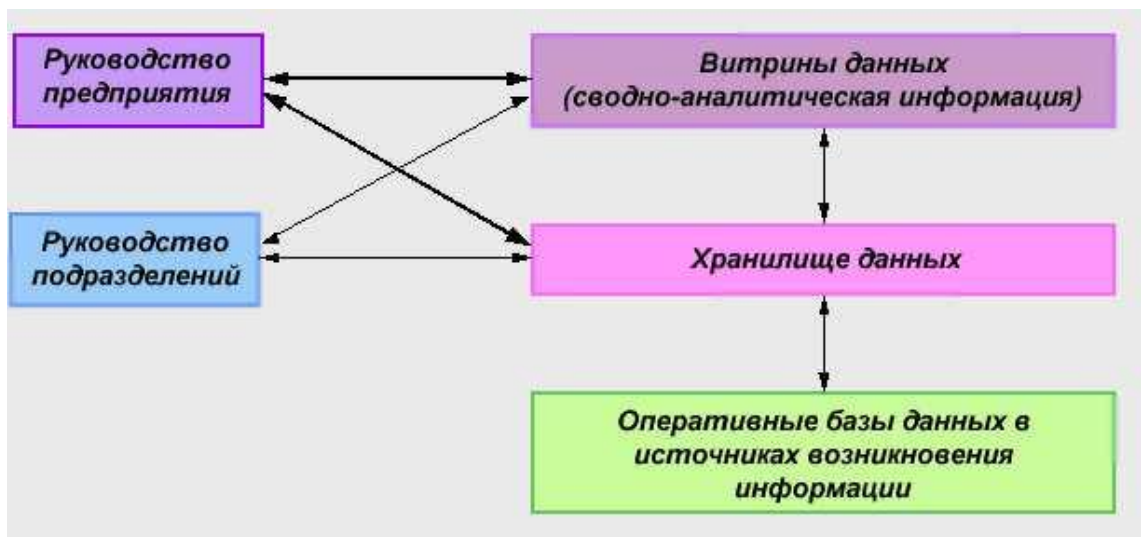 Руководство
предприятия
Витрины данных
(сводно-аналитическая информация)
Руководство
подразделений
Хранилище данных
Оперативные базы данных в
источниках возникновения
информации